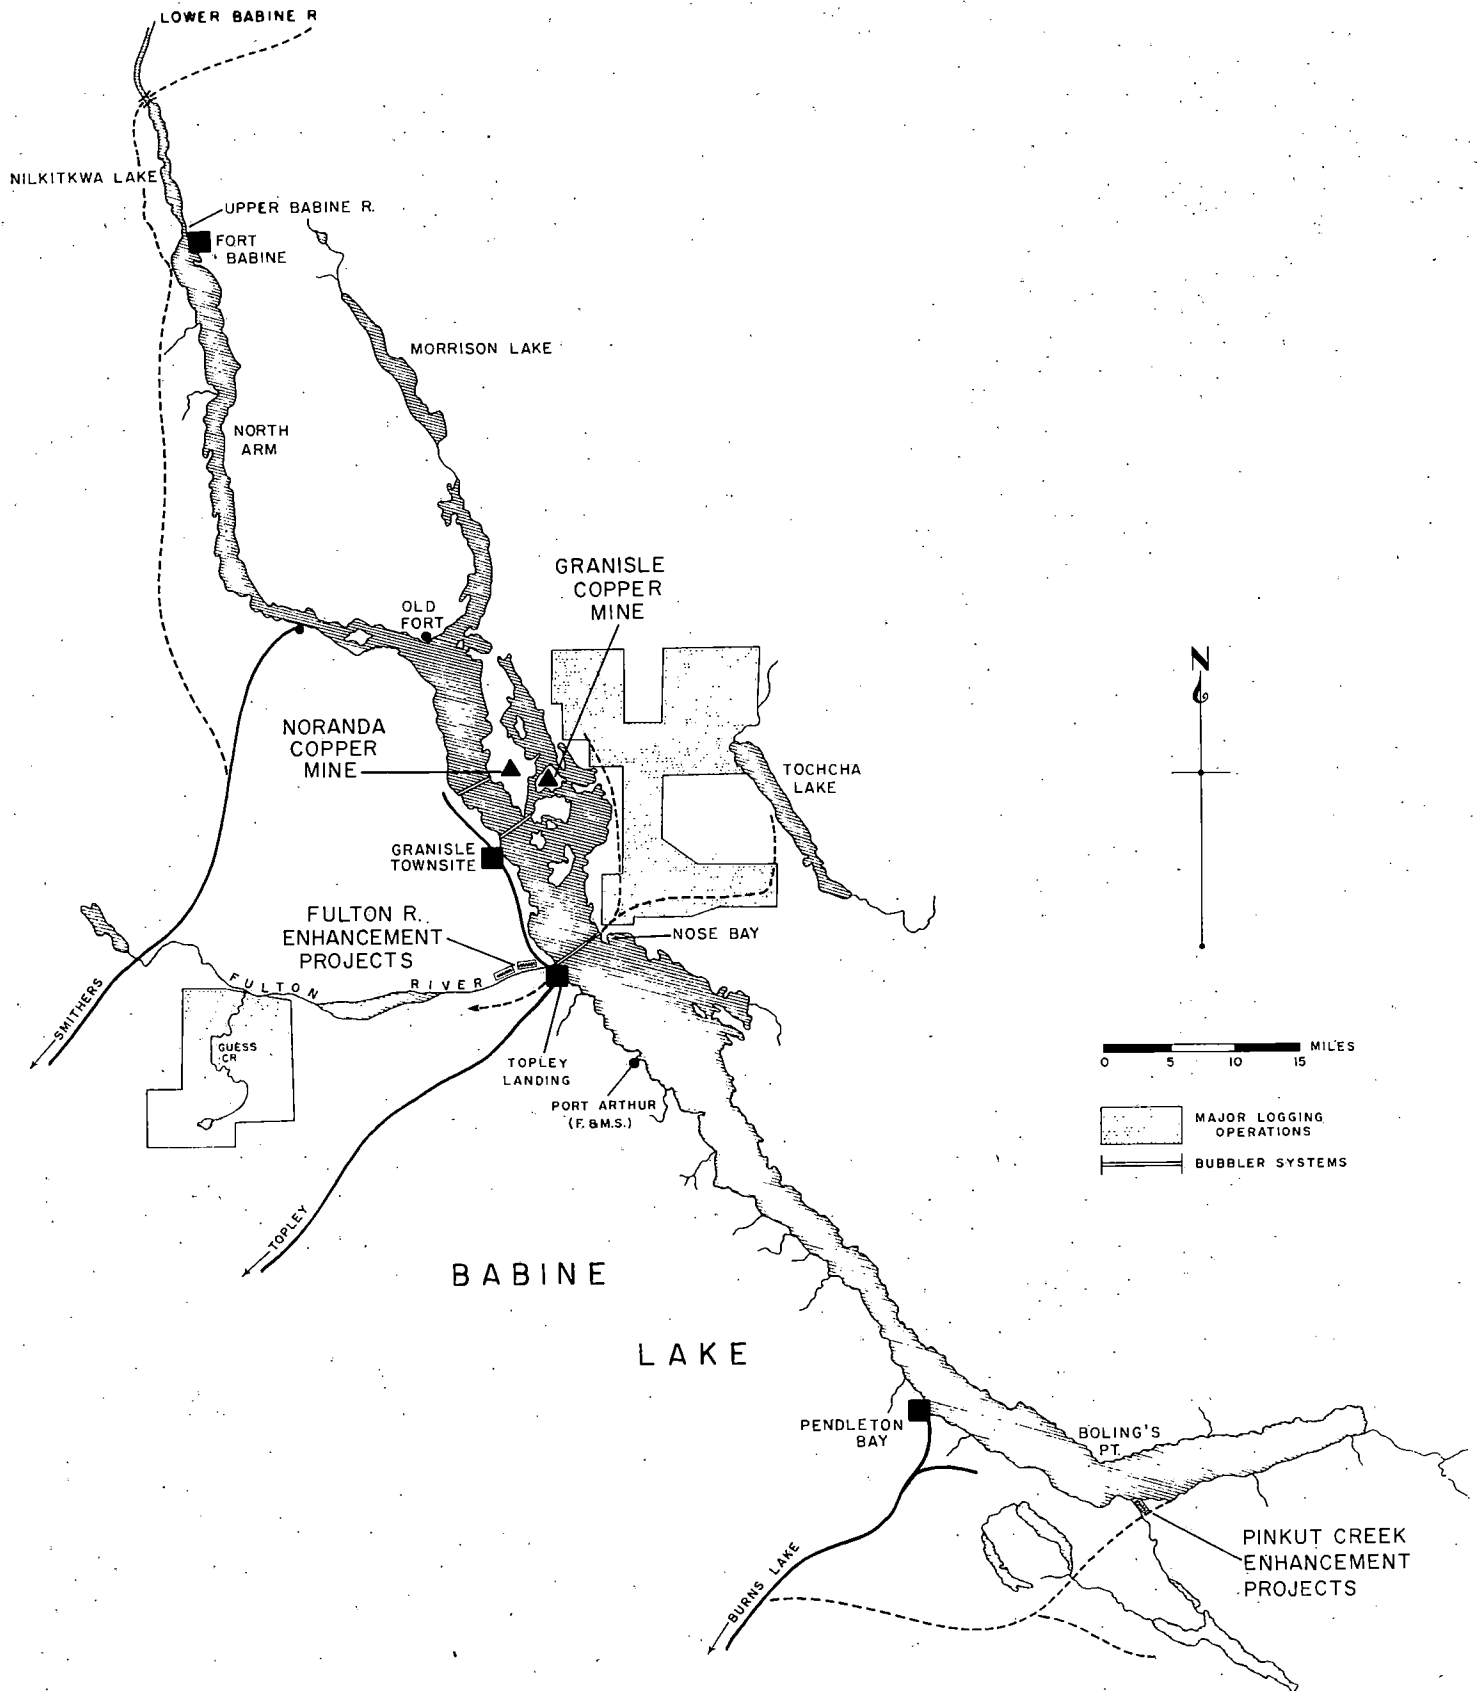 LOWER BABINE R
NILKITKWA LAKE
UPPER BABINE R.
FORT
BABINE
MORRISON LAKE
NORTH
ARM
GRANISLE
COPPER
MINE
OLD
FORT
N
NORANDA
COPPER
MINE
TOCHCHA
LAKE
GRANISLE
TOWNSITE
FULTON R.
ENHANCEMENT
PROJECTS
NOSE BAY
FULTON RIVER
SMITHERS
GUESS
CR
TOPLEY
LANDING
PORT ARTHUR
(F.&M.S.)
MILES
0 5 10 15
MAJOR LOGGING
OPERATIONS
BUBBLER SYSTEMS
TOPLEY
BABINE
LAKE
PENDLETON
BAY
BOLING'S
PT.
BURNS LAKE
PINKUT CREEK
ENHANCEMENT
PROJECTS